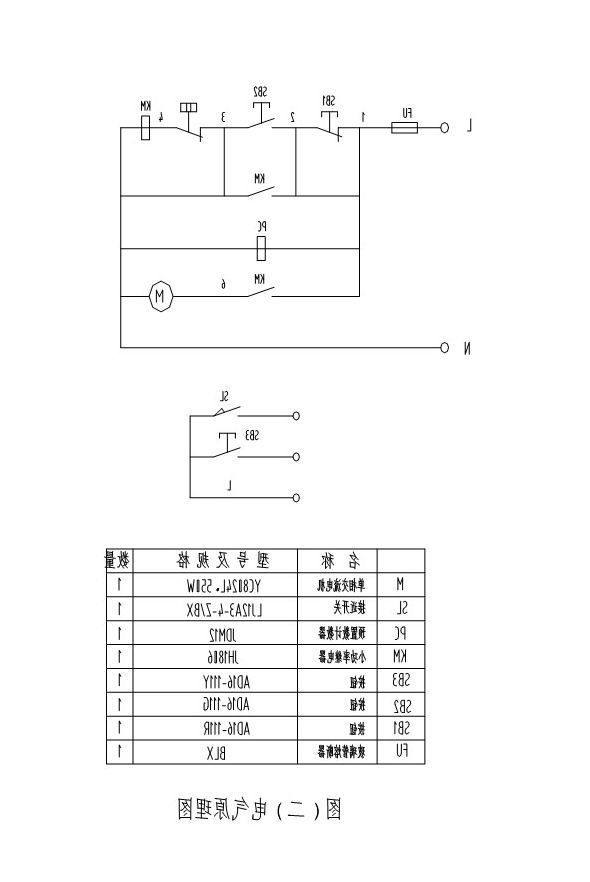 L FU 1 SB1 2 SB2 3 4 KM
KM
PC
KM 6 M
N
SL
SB3
L
名 称 型 号 及 规 格 数量
M 单相交流电机 YC8024L. 550W 1
SL 接近开关 LJ12A3-4-Z/BX 1
PC 预置数计数器 JDM12 1
KM 小功率继电器 JH1806 1
SB3 按钮 AD16-111Y 1
SB2 按钮 AD16-111G 1
SB1 按钮 AD16-111R 1
FU 玻璃管熔断器 BLX 1
图(二)电气原理图